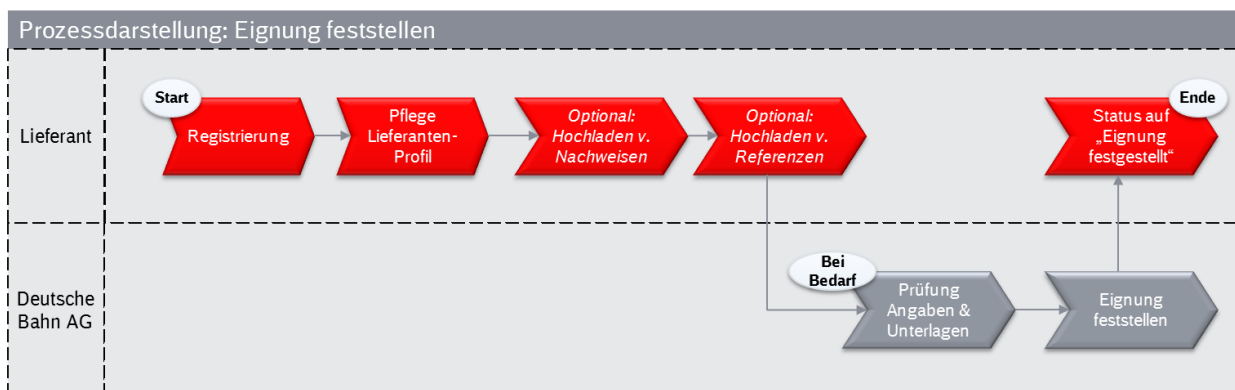 Prozessdarstellung: Eignung feststellen
Lieferant
Start
Registrierung
Pflege
Lieferanten-
Profil
Optional:
Hochladen v.
Nachweisen
Optional:
Hochladen v.
Referenzen
Ende
Status auf
„Eignung
festgestellt“
Deutsche
Bahn AG
Bei
Bedarf
Prüfung
Angaben &
Unterlagen
Eignung
feststellen